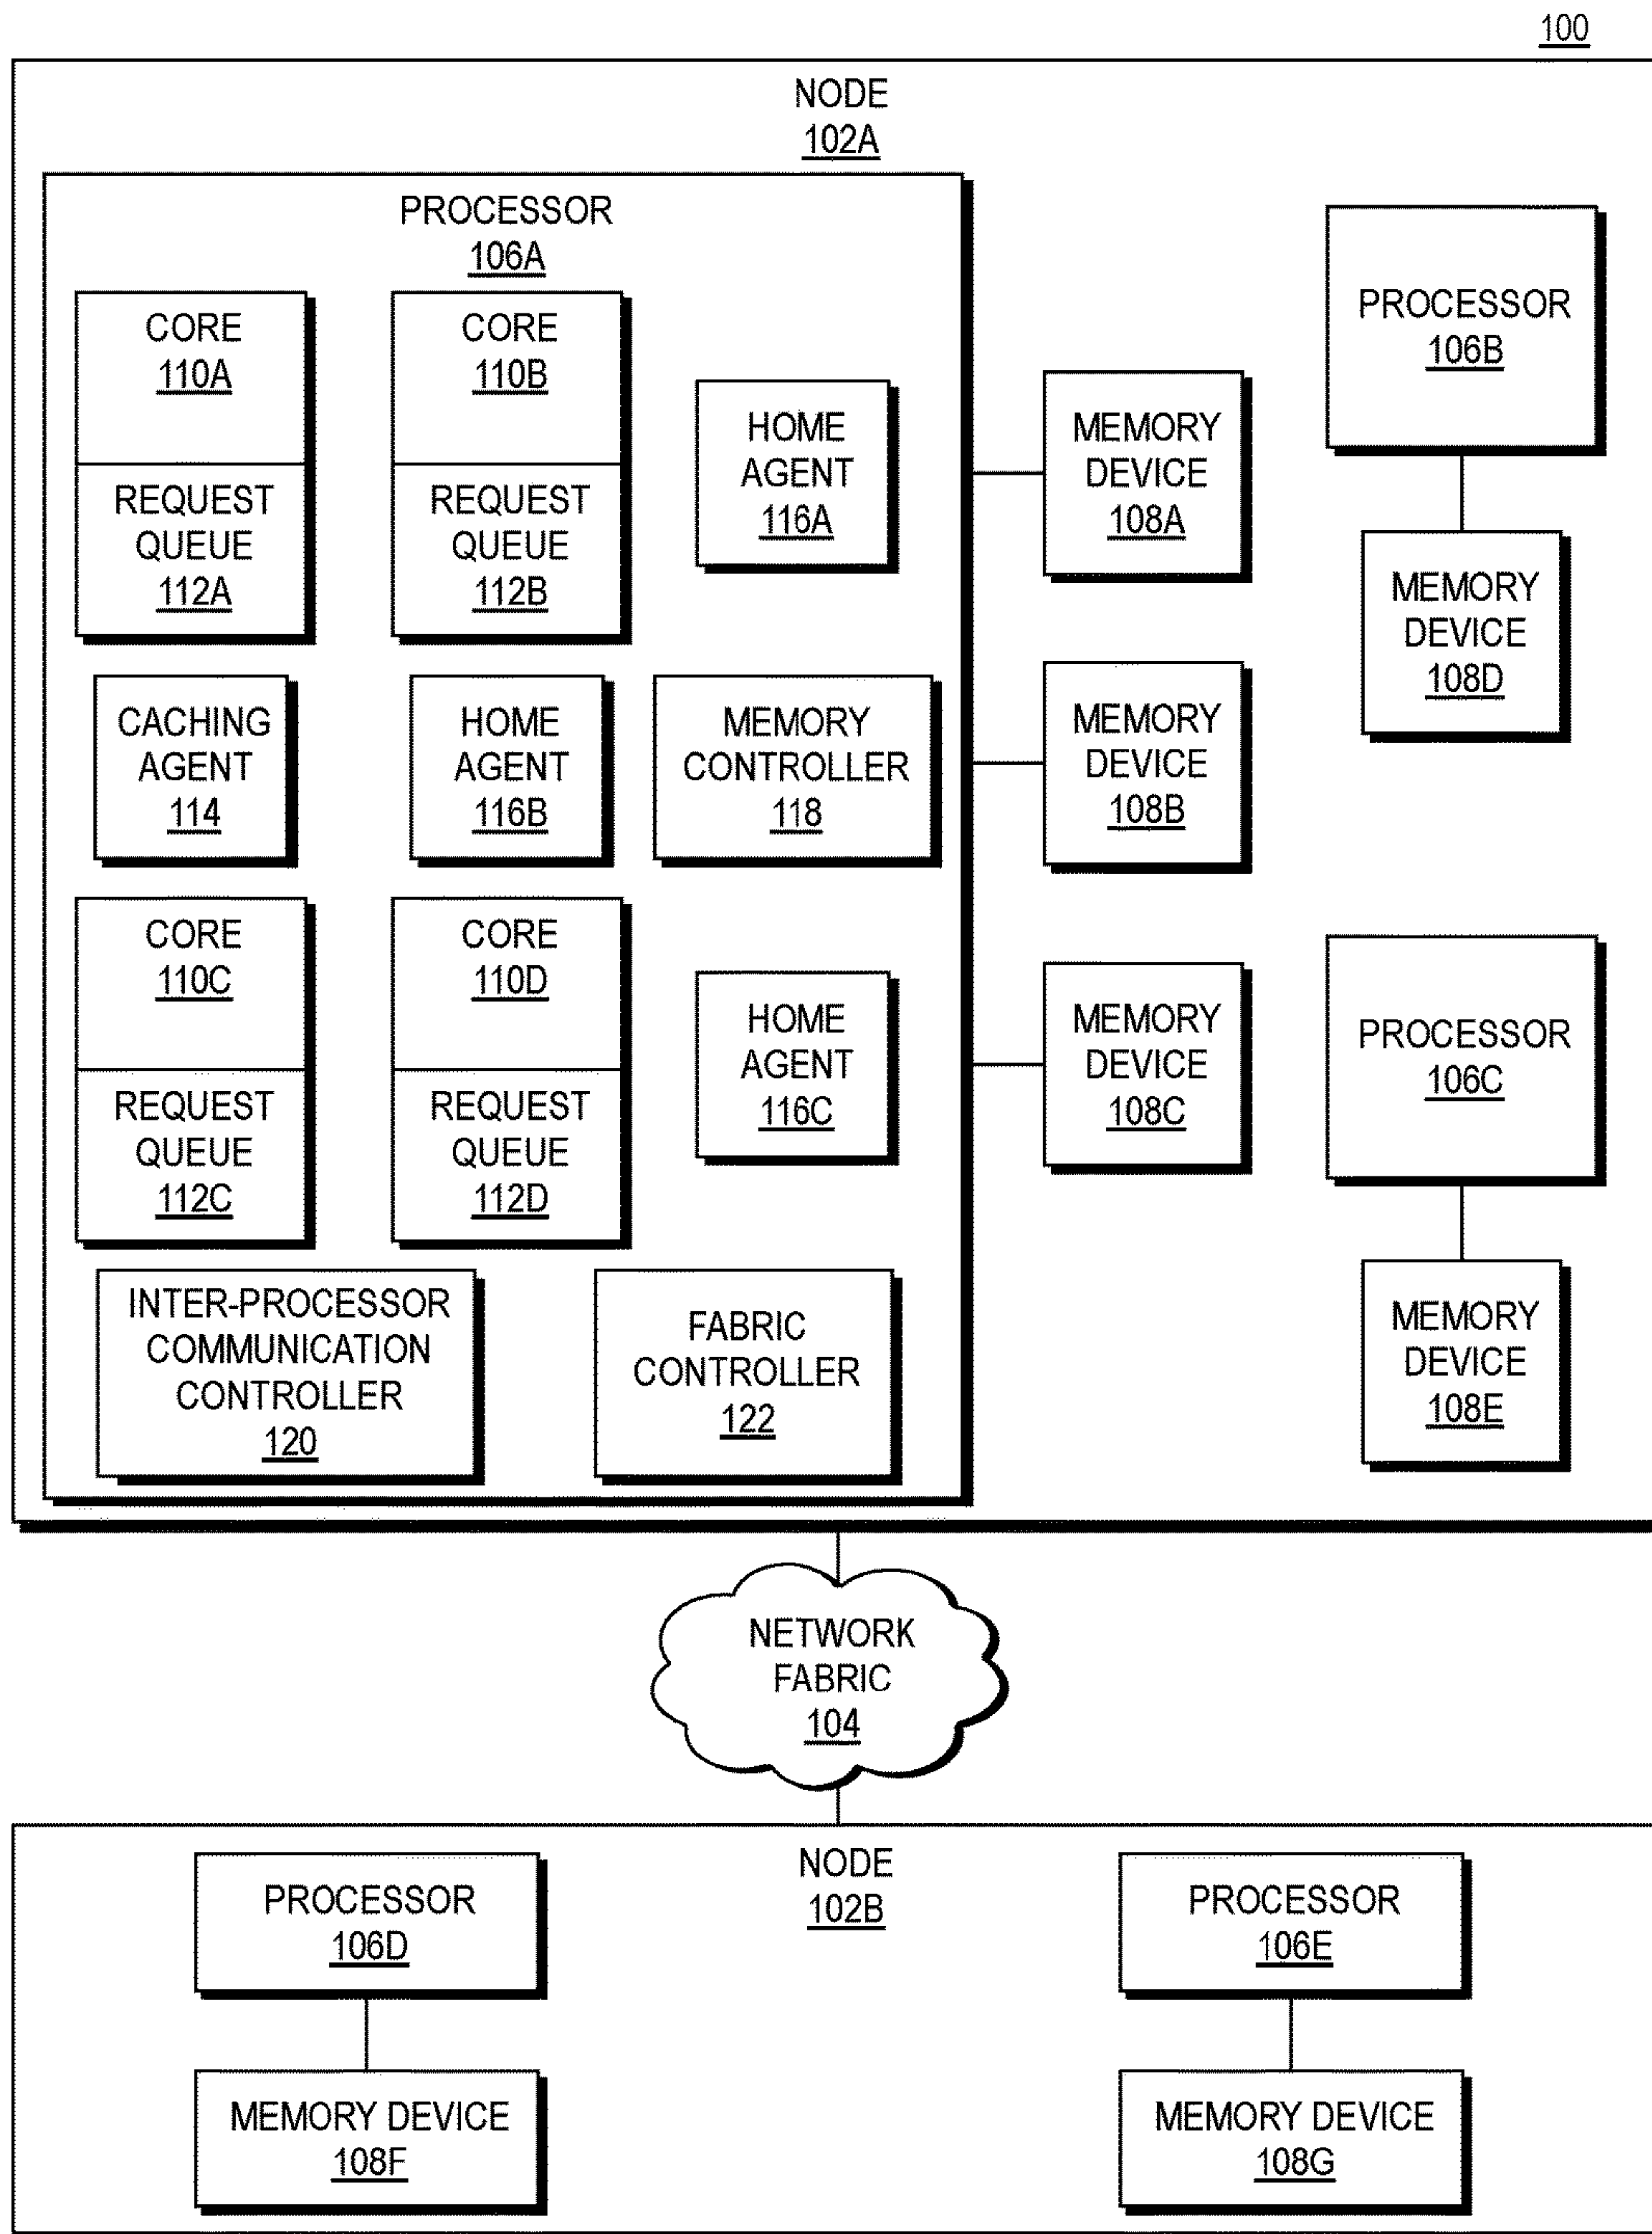 100
NODE
102A
PROCESSOR
106A
CORE
110A
REQUEST
QUEUE
112A
CORE
110B
REQUEST
QUEUE
112B
HOME
AGENT
116A
CACHING
AGENT
114
HOME
AGENT
116B
MEMORY
CONTROLLER
118
CORE
110C
REQUEST
QUEUE
112C
CORE
110D
REQUEST
QUEUE
112D
HOME
AGENT
116C
INTER-PROCESSOR
COMMUNICATION
CONTROLLER
120
FABRIC
CONTROLLER
122
MEMORY
DEVICE
108A
MEMORY
DEVICE
108B
MEMORY
DEVICE
108C
PROCESSOR
106B
MEMORY
DEVICE
108D
PROCESSOR
106C
MEMORY
DEVICE
108E
NETWORK
FABRIC
104
NODE
102B
PROCESSOR
106D
MEMORY DEVICE
108F
PROCESSOR
106E
MEMORY DEVICE
108G